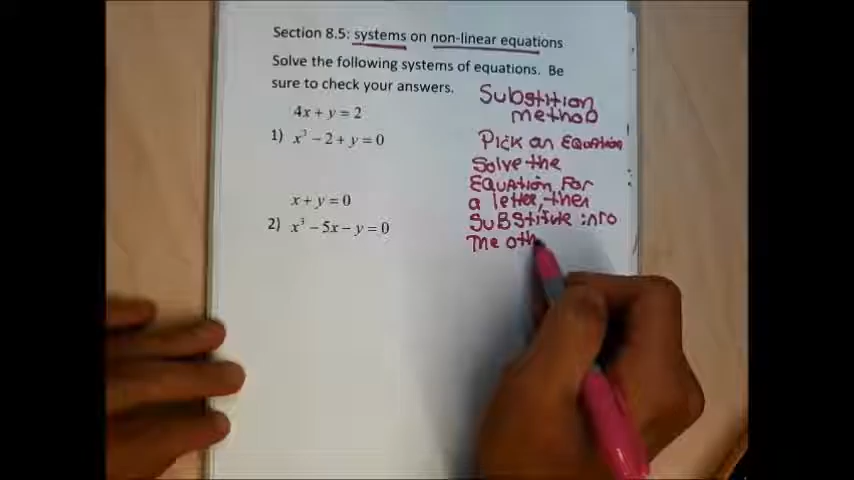 Section 8.5: systems on non-linear equations
Solve the following systems of equations. Be
sure to check your answers.
4x + y = 2
1) x³ − 2 + y = 0
x + y = 0
2) x³ − 5x − y = 0
Substition
method
Pick an Equation
Solve the
Equation For
a letter, then
Substitute into
The oth